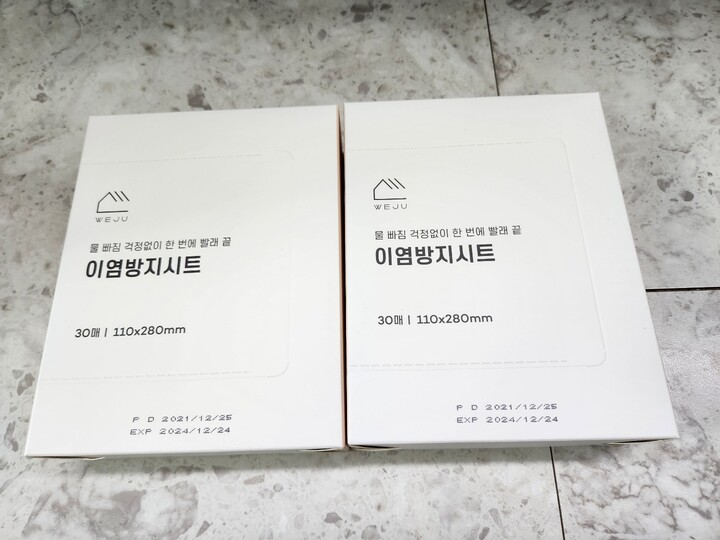 WEJU
물 빠짐 걱정없이 한 번에 빨래 끝
이염방지시트
30매 | 110x280mm
P D 2021/12/25
EXP 2024/12/24
WEJU
물 빠짐 걱정없이 한 번에 빨래 끝
이염방지시트
30매 | 110x280mm
P D 2021/12/25
EXP 2024/12/24